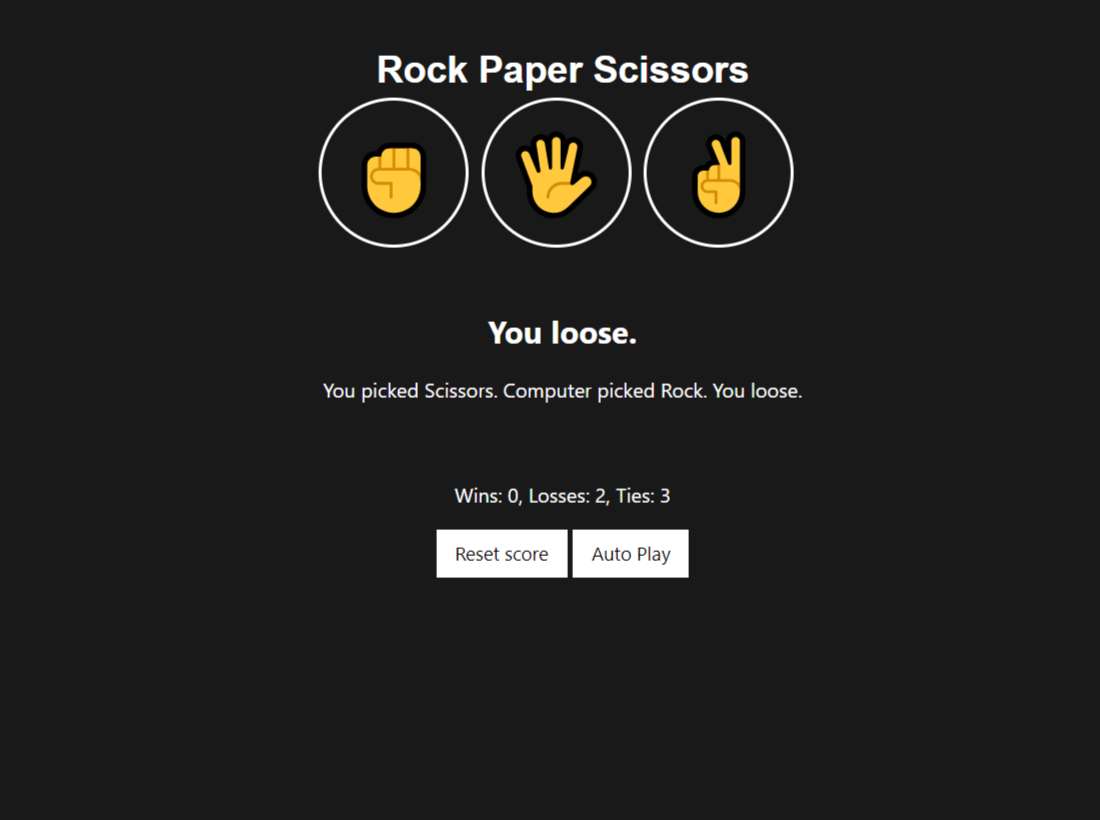 Rock Paper Scissors
You loose.
You picked Scissors. Computer picked Rock. You loose.
Wins: 0, Losses: 2, Ties: 3
Reset score Auto Play